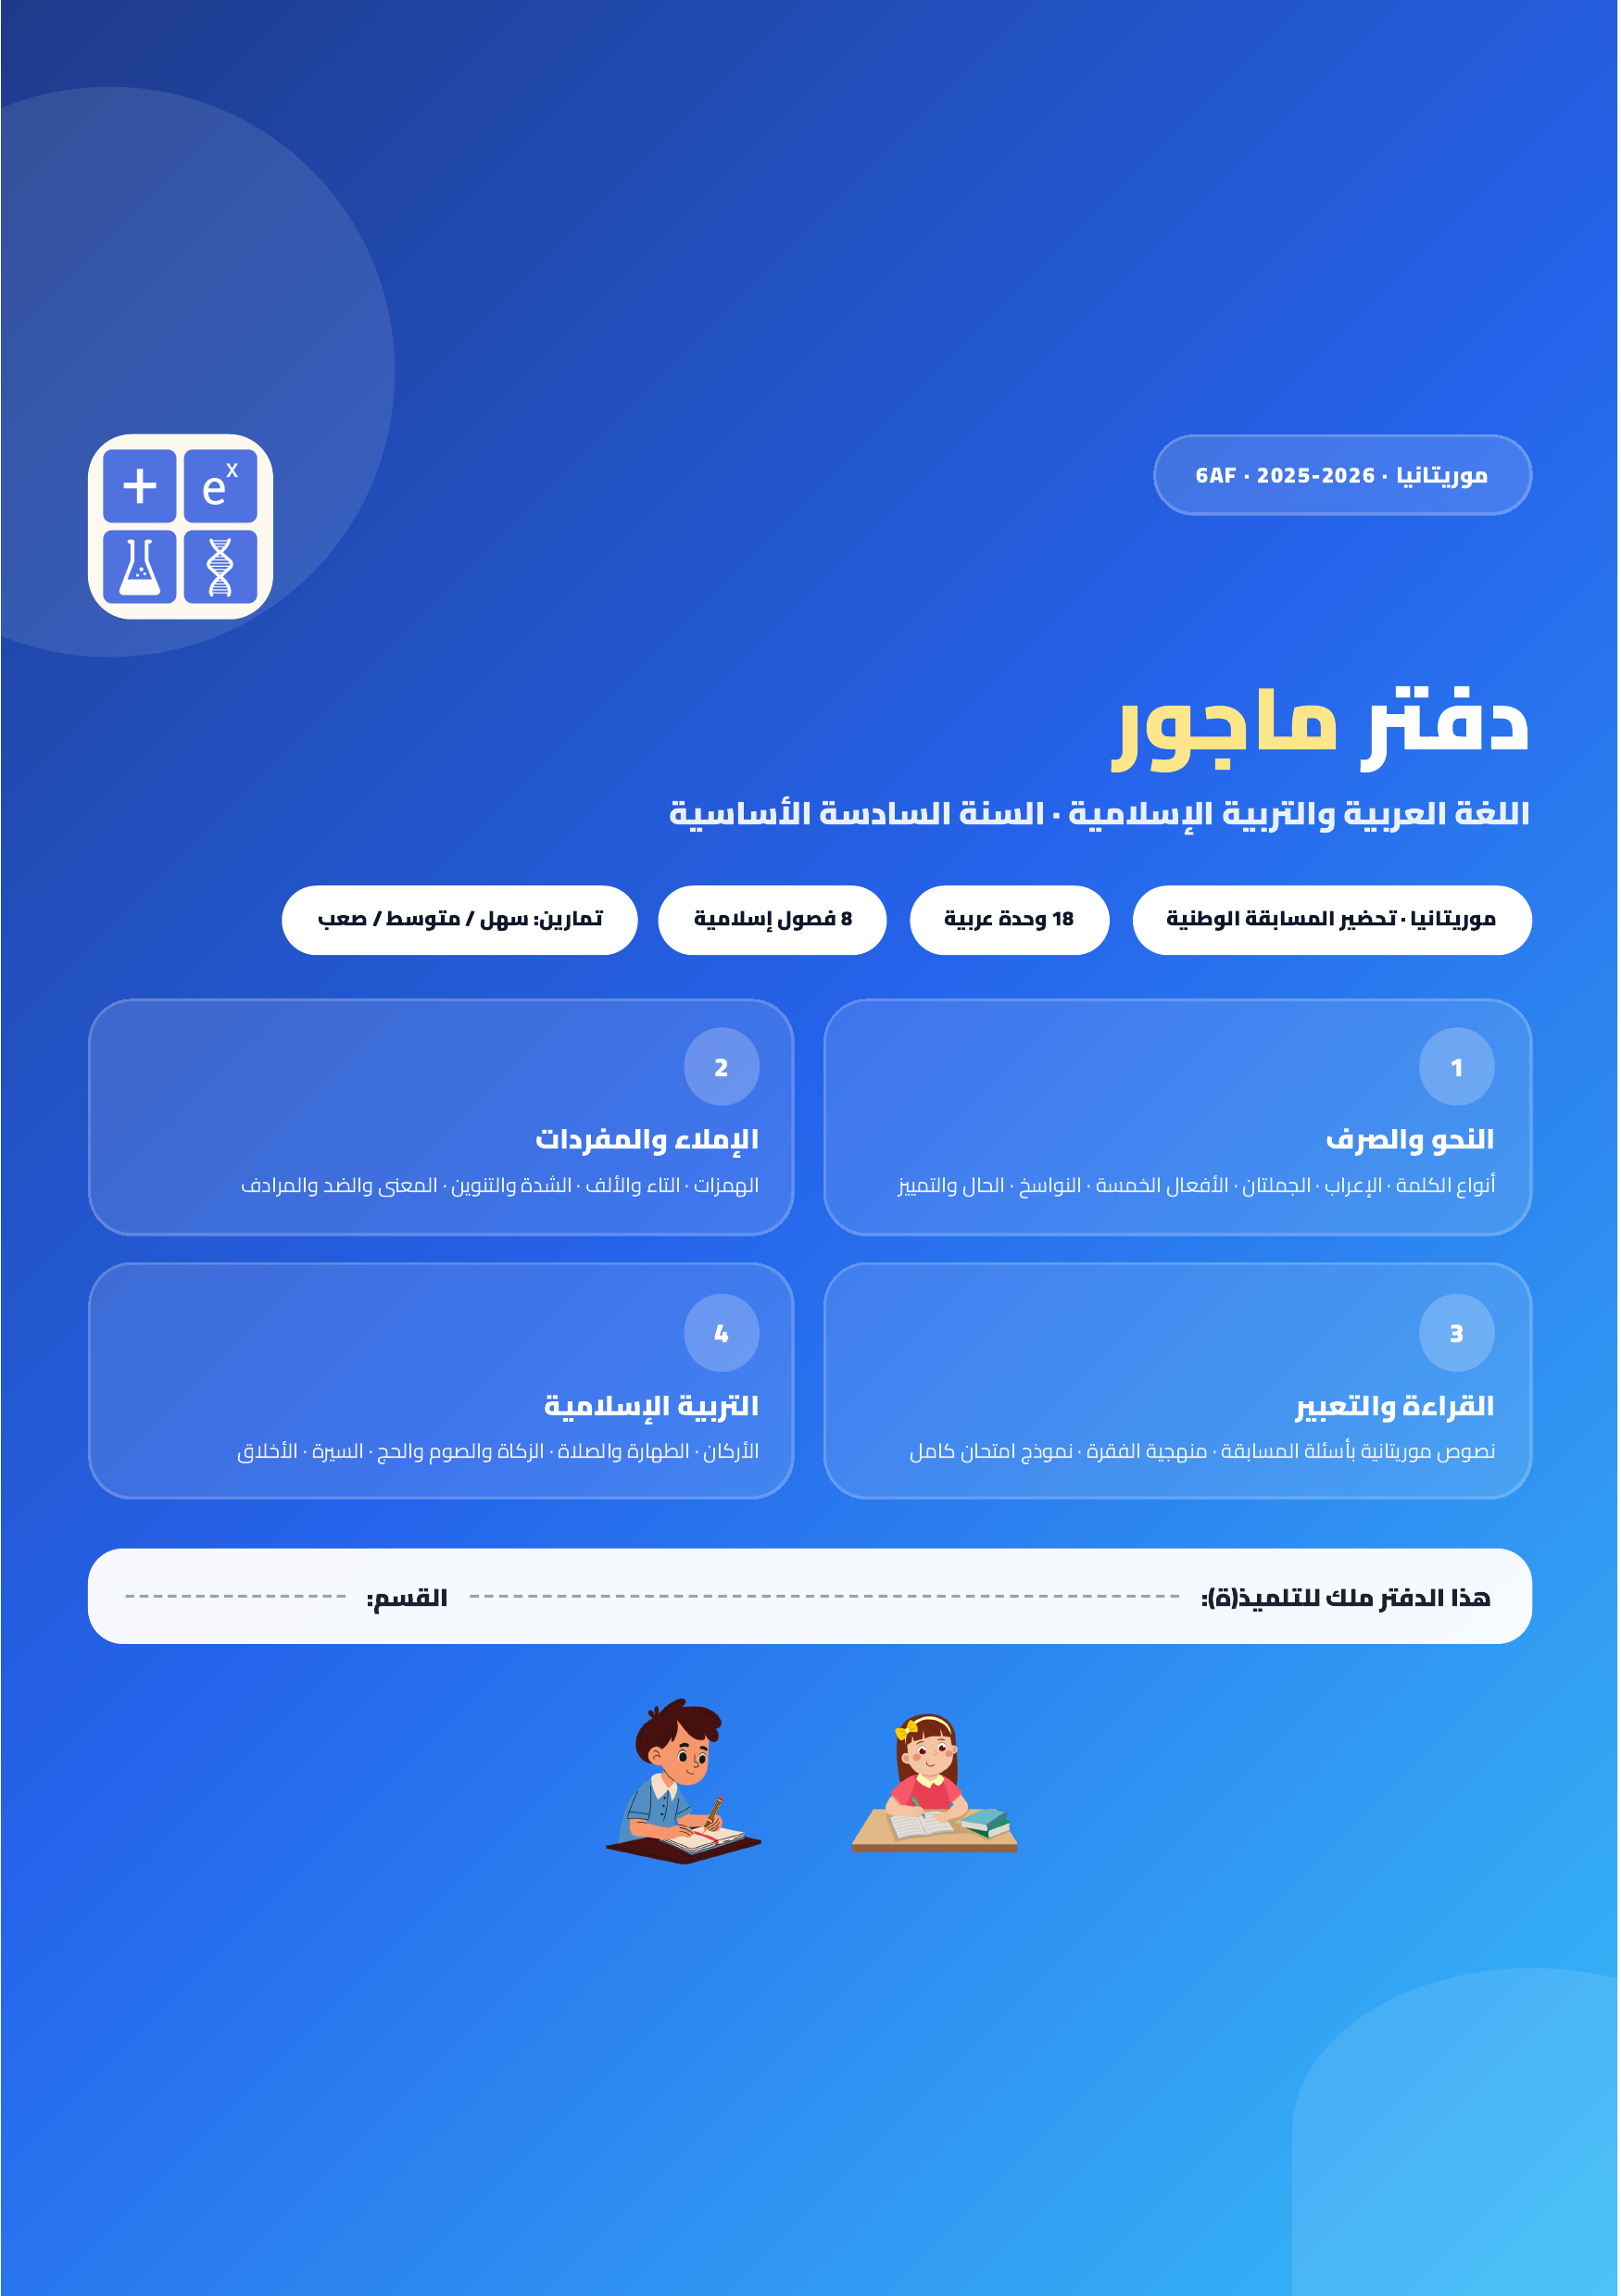 موريتانيا · 2025-2026 · 6AF
+
eˣ
دفتر ماجور
اللغة العربية والتربية الإسلامية · السنة السادسة الأساسية
موريتانيا · تحضير المسابقة الوطنية
18 وحدة عربية
8 فصول إسلامية
تمارين: سهل / متوسط / صعب
1
النحو والصرف
أنواع الكلمة · الإعراب · الجملتان · الأفعال الخمسة · النواسخ · الحال والتمييز
2
الإملاء والمفردات
الهمزات · التاء والألف · الشدة والتنوين · المعنى والضد والمرادف
3
القراءة والتعبير
نصوص موريتانية بأسئلة المسابقة · منهجية الفقرة · نموذج امتحان كامل
4
التربية الإسلامية
الأركان · الطهارة والصلاة · الزكاة والصوم والحج · السيرة · الأخلاق
هذا الدفتر ملك للتلميذ(ة): القسم: